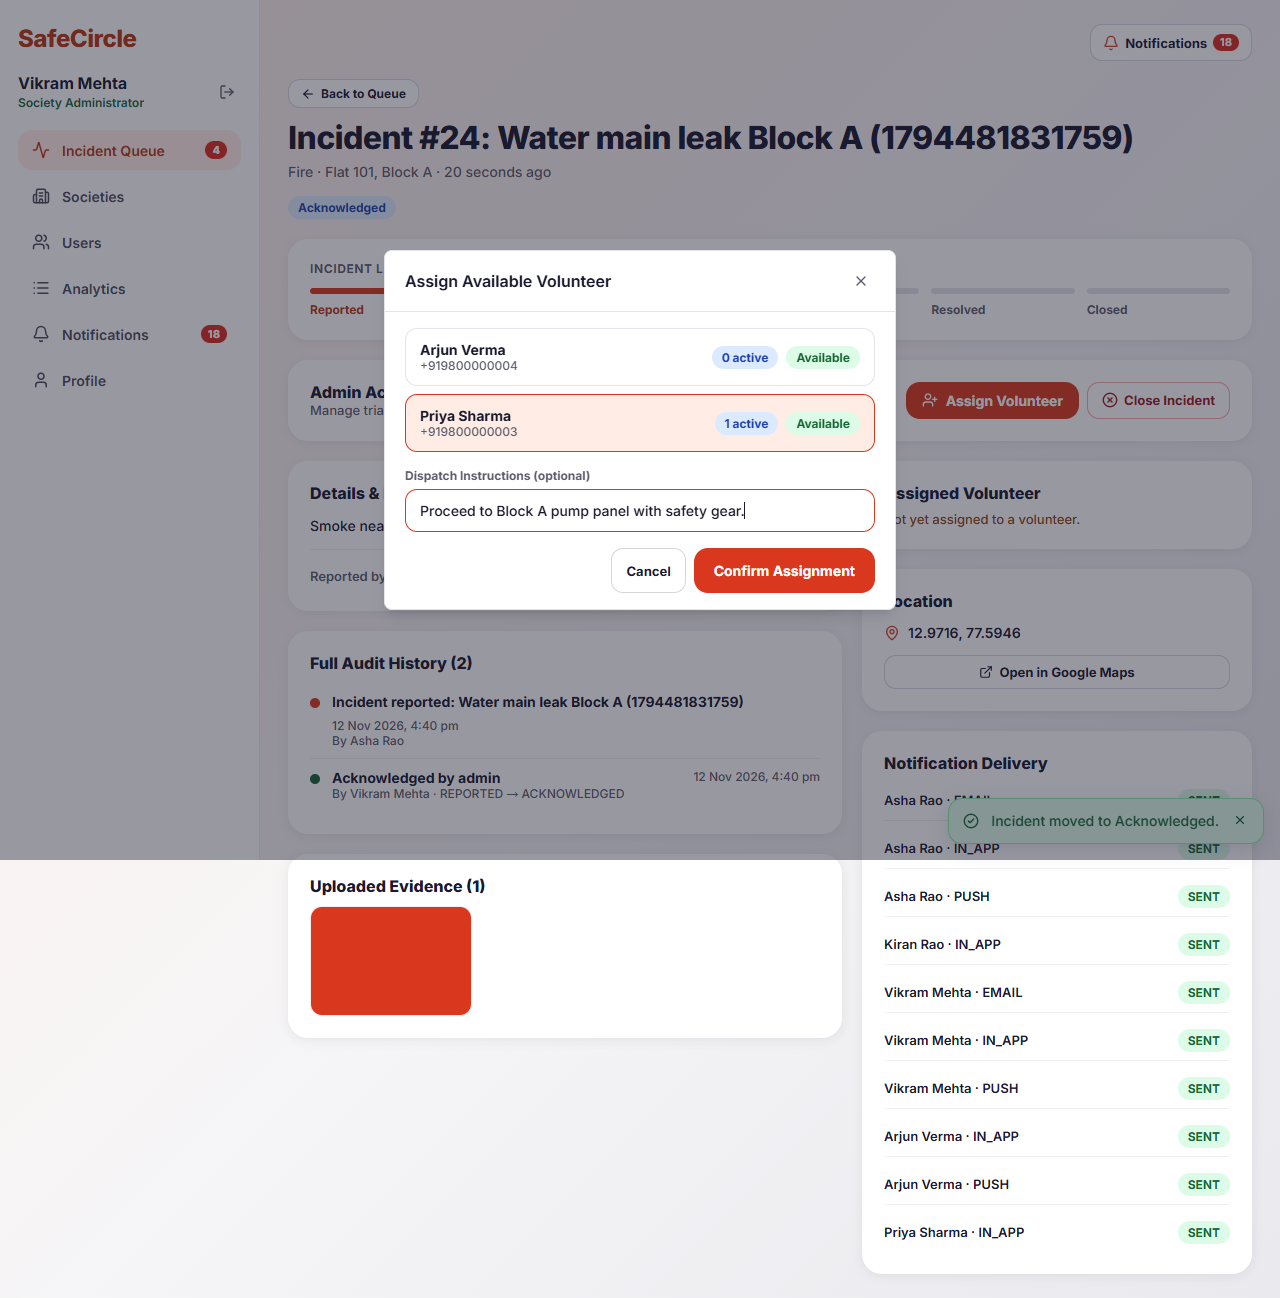 SafeCircle
Vikram Mehta
Society Administrator
Incident Queue 4
Societies
Users
Analytics
Notifications 18
Profile
Notifications 18
Back to Queue
Incident #24: Water main leak Block A (1794481831759)
Fire · Flat 101, Block A · 20 seconds ago
Acknowledged
INCIDENT L
Reported
Resolved
Closed
Admin Ac
Manage tria
Assign Volunteer
Close Incident
Assign Available Volunteer
Arjun Verma
+919800000004
0 active
Available
Priya Sharma
+919800000003
1 active
Available
Dispatch Instructions (optional)
Proceed to Block A pump panel with safety gear.
Cancel
Confirm Assignment
Details &
Smoke nea
Reported by
ssigned Volunteer
ot yet assigned to a volunteer.
ocation
12.9716, 77.5946
Open in Google Maps
Full Audit History (2)
Incident reported: Water main leak Block A (1794481831759)
12 Nov 2026, 4:40 pm
By Asha Rao
Acknowledged by admin
12 Nov 2026, 4:40 pm
By Vikram Mehta · REPORTED → ACKNOWLEDGED
Uploaded Evidence (1)
Notification Delivery
Asha Rao · EMAIL SENT
Incident moved to Acknowledged.
Asha Rao · IN_APP SENT
Asha Rao · PUSH SENT
Kiran Rao · IN_APP SENT
Vikram Mehta · EMAIL SENT
Vikram Mehta · IN_APP SENT
Vikram Mehta · PUSH SENT
Arjun Verma · IN_APP SENT
Arjun Verma · PUSH SENT
Priya Sharma · IN_APP SENT